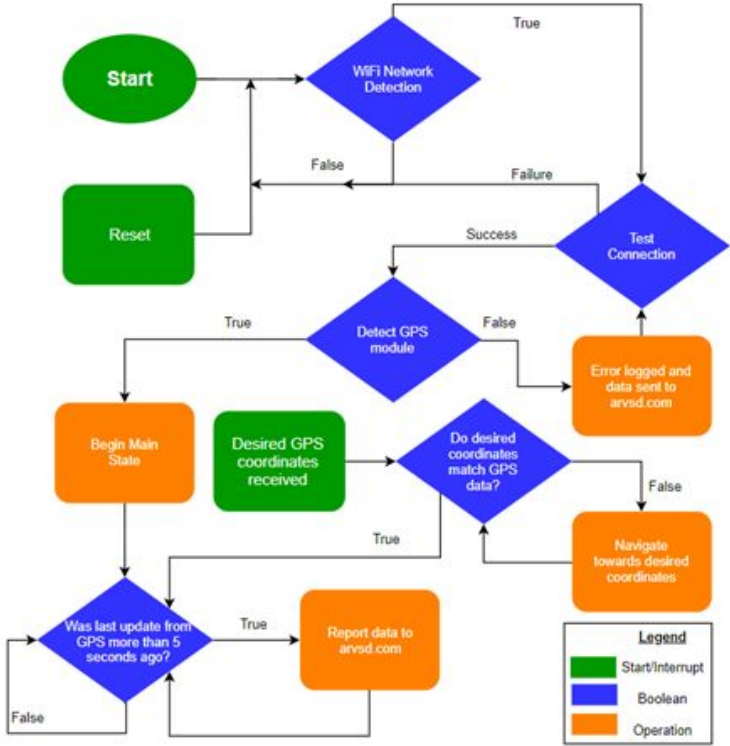 True
Start
WiFi Network
Detection
False
Failure
Reset
Success
Test
Connection
True
Detect GPS
module
False
Error logged and
data sent to
arvsd.com
Begin Main
State
Desired GPS
coordinates
received
Do desired
coordinates
match GPS
data?
False
True
Navigate
towards desired
coordinates
Was last update from
GPS more than 5
seconds ago?
True
Report data to
arvsd.com
False
Legend
Start/Interrupt
Boolean
Operation